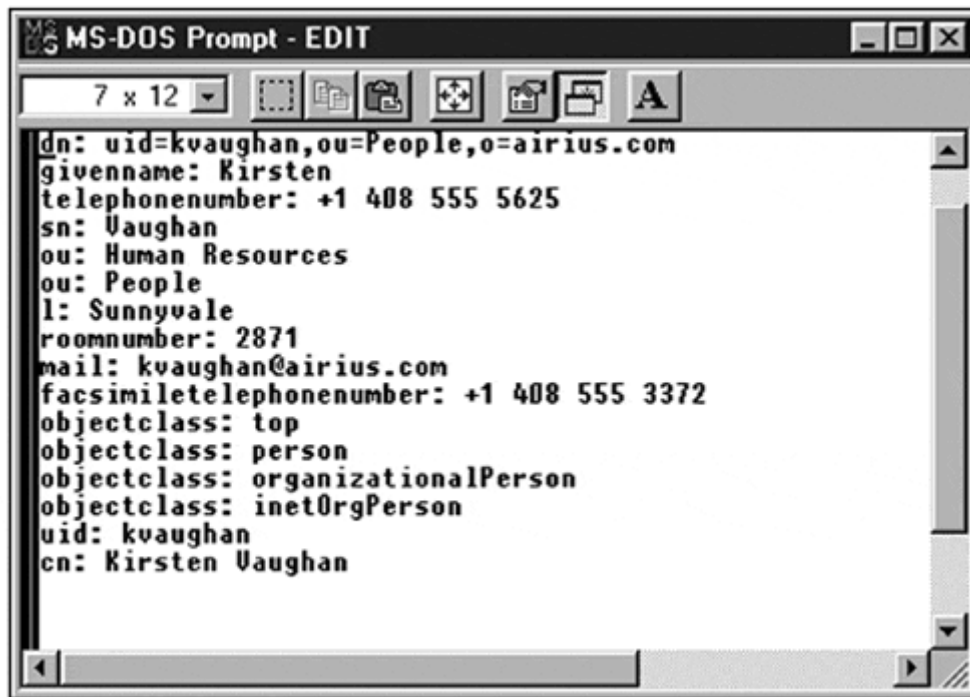 MS-DOS Prompt - EDIT
7 x 12
A
dn: uid=kvaughan,ou=People,o=airius.com
givenname: Kirsten
telephonenumber: +1 408 555 5625
sn: Vaughan
ou: Human Resources
ou: People
l: Sunnyvale
roomnumber: 2871
mail: kvaughan@airius.com
facsimiletelephonenumber: +1 408 555 3372
objectclass: top
objectclass: person
objectclass: organizationalPerson
objectclass: inetOrgPerson
uid: kvaughan
cn: Kirsten Vaughan